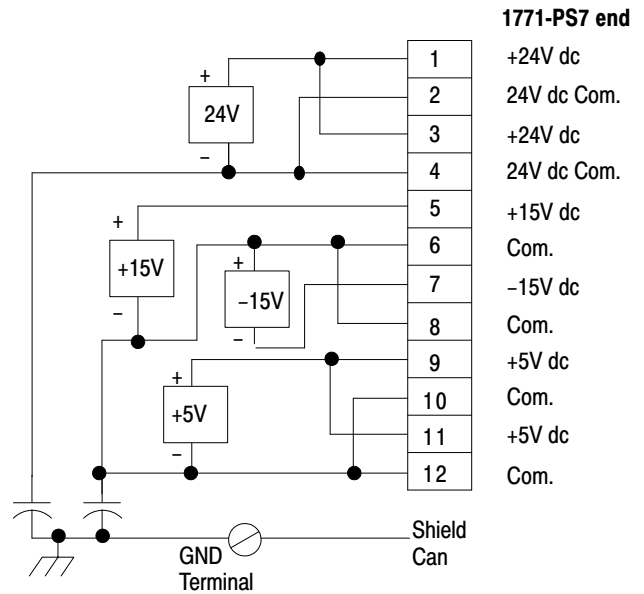 1771-PS7 end
+
24V
–
1 +24V dc
2 24V dc Com.
3 +24V dc
4 24V dc Com.
5 +15V dc
6 Com.
7 –15V dc
8 Com.
9 +5V dc
10 Com.
11 +5V dc
12 Com.
+
+15V
–
+
–15V
–
+
+5V
–
GND
Terminal
Shield
Can